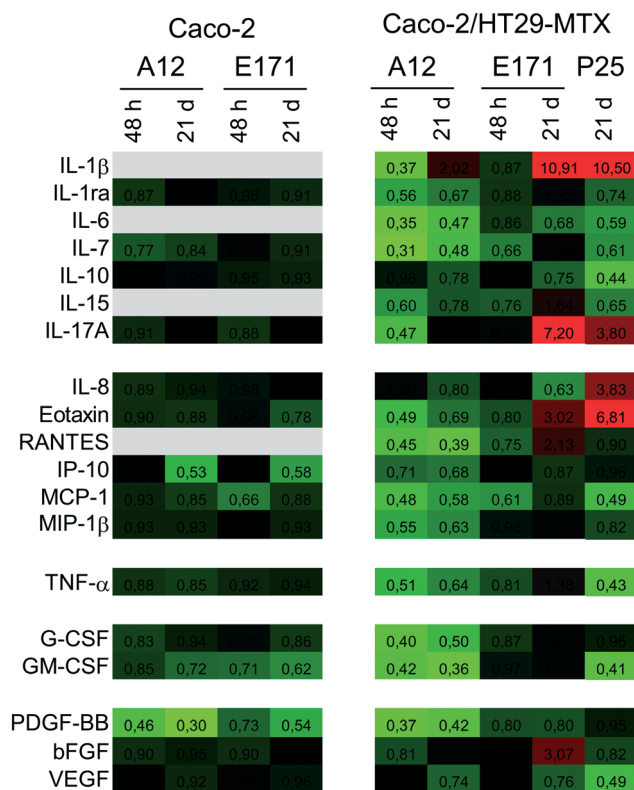 Caco-2 Caco-2/HT29-MTX
A12 E171 A12 E171 P25
48 h 21 d 48 h 21 d 48 h 21 d 48 h 21 d 21 d
IL-1β 0,37 2,02 0,87 10,91 10,50
IL-1ra 0,87 0,96 0,91 0,56 0,67 0,88 0,74
IL-6 0,35 0,47 0,86 0,68 0,59
IL-7 0,77 0,84 0,91 0,31 0,48 0,66 0,61
IL-10 0,95 0,93 0,96 0,78 0,75 0,44
IL-15 0,60 0,78 0,76 1,64 0,65
IL-17A 0,91 0,88 0,47 7,20 3,80
IL-8 0,89 0,94 0,98 0,80 0,63 3,83
Eotaxin 0,90 0,88 0,98 0,78 0,49 0,69 0,80 3,02 6,81
RANTES 0,45 0,39 0,75 2,13 0,90
IP-10 0,53 0,58 0,71 0,68 0,87 0,96
MCP-1 0,93 0,85 0,66 0,88 0,48 0,58 0,61 0,89 0,49
MIP-1β 0,93 0,93 0,93 0,55 0,63 0,98 0,82
TNF-α 0,88 0,85 0,92 0,94 0,51 0,64 0,81 1,38 0,43
G-CSF 0,83 0,94 0,98 0,86 0,40 0,50 0,87 0,95
GM-CSF 0,85 0,72 0,71 0,62 0,42 0,36 0,97 0,41
PDGF-BB 0,46 0,30 0,73 0,54 0,37 0,42 0,80 0,80 0,95
bFGF 0,90 0,95 0,90 0,81 3,07 0,82
VEGF 0,92 0,96 0,74 0,76 0,49